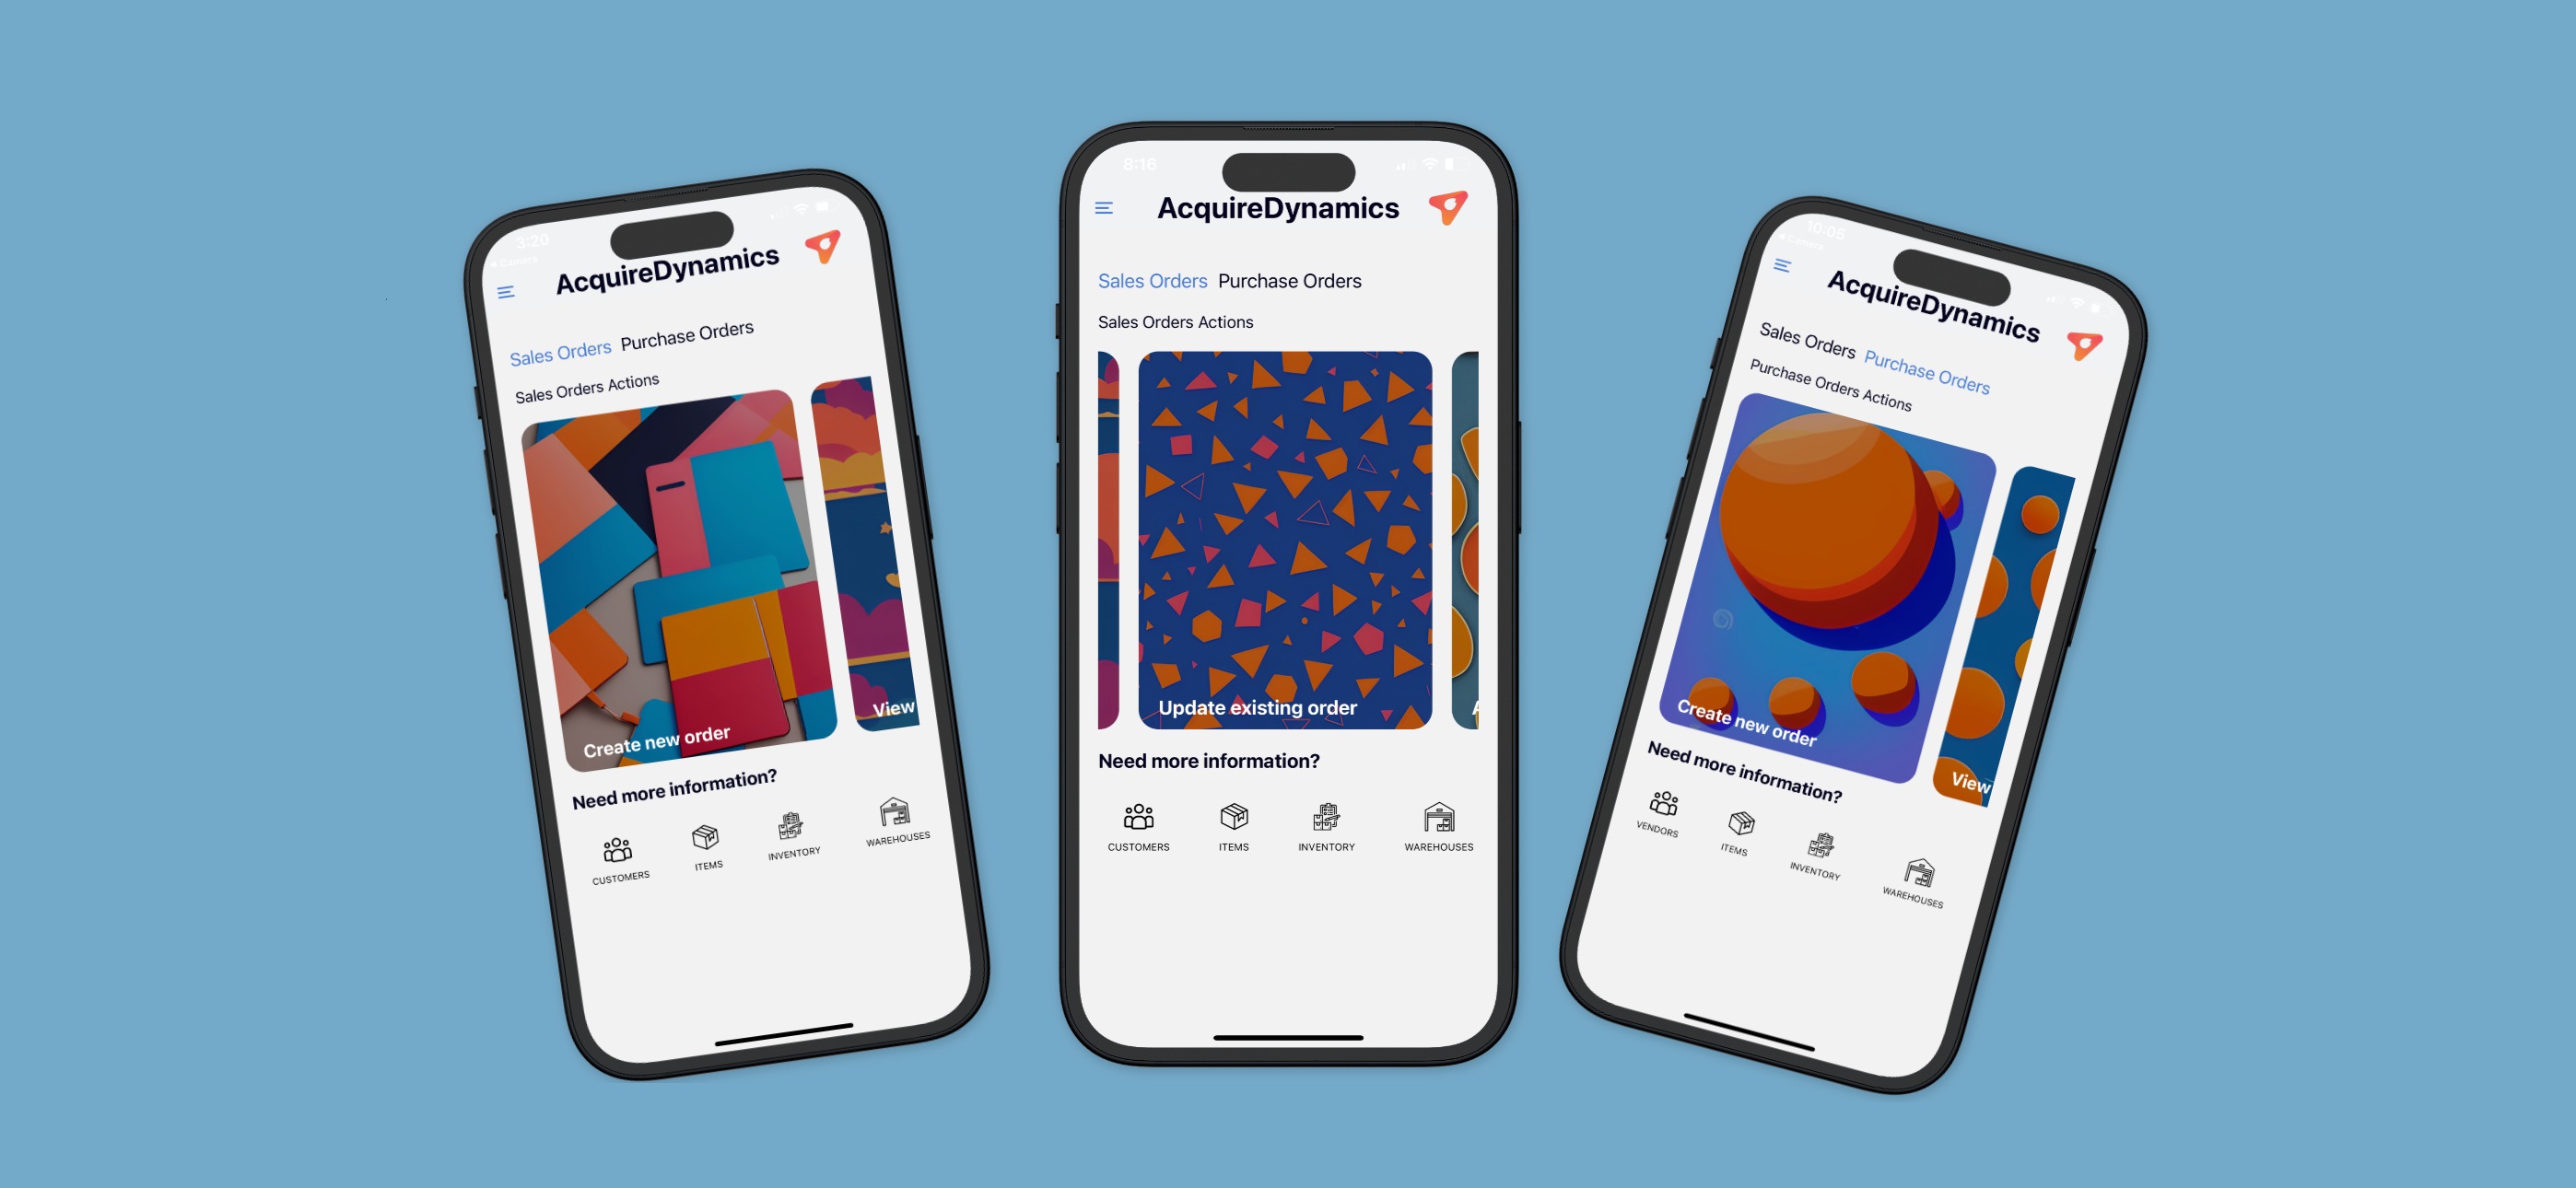 3:20
Camera
AcquireDynamics
Sales Orders Purchase Orders
Sales Orders Actions
Create new order
View
Need more information?
CUSTOMERS ITEMS INVENTORY WAREHOUSES
8:16
AcquireDynamics
Sales Orders Purchase Orders
Sales Orders Actions
Update existing order
Need more information?
CUSTOMERS ITEMS INVENTORY WAREHOUSES
10:05
Camera
AcquireDynamics
Sales Orders Purchase Orders
Purchase Orders Actions
Create new order
View
Need more information?
VENDORS ITEMS INVENTORY WAREHOUSES